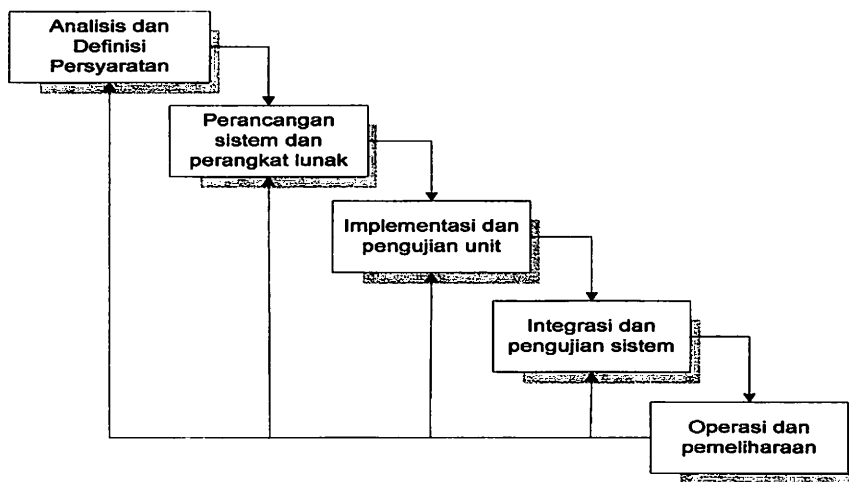 Analisis dan
Definisi
Persyaratan
Perancangan
sistem dan
perangkat lunak
Implementasi dan
pengujian unit
Integrasi dan
pengujian sistem
Operasi dan
pemeliharaan